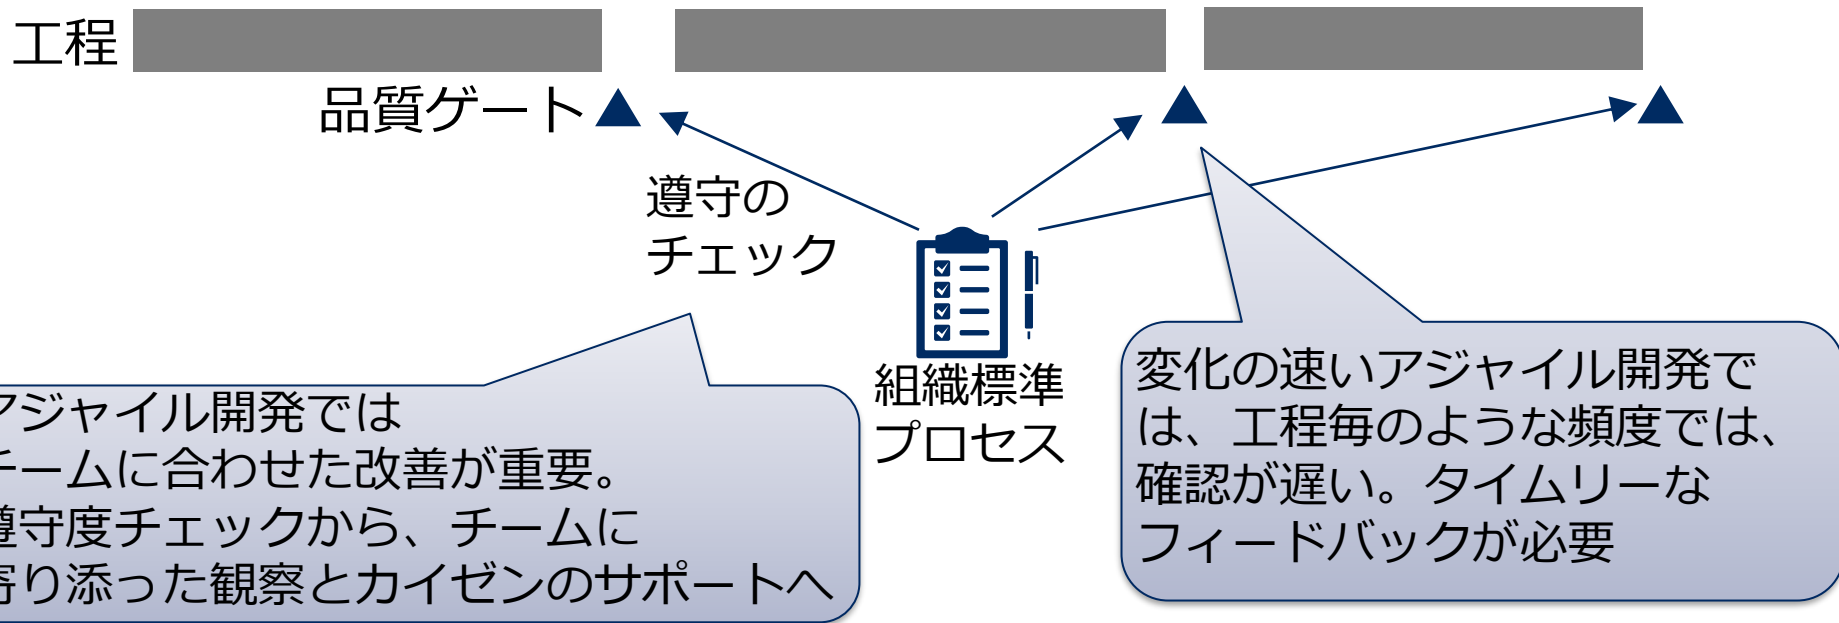 工程
品質ゲート
遵守の
チェック
組織標準
プロセス
アジャイル開発では
チームに合わせた改善が重要。
遵守度チェックから、チームに
寄り添った観察とカイゼンのサポートへ
変化の速いアジャイル開発で
は、工程毎のような頻度では、
確認が遅い。タイムリーな
フィードバックが必要